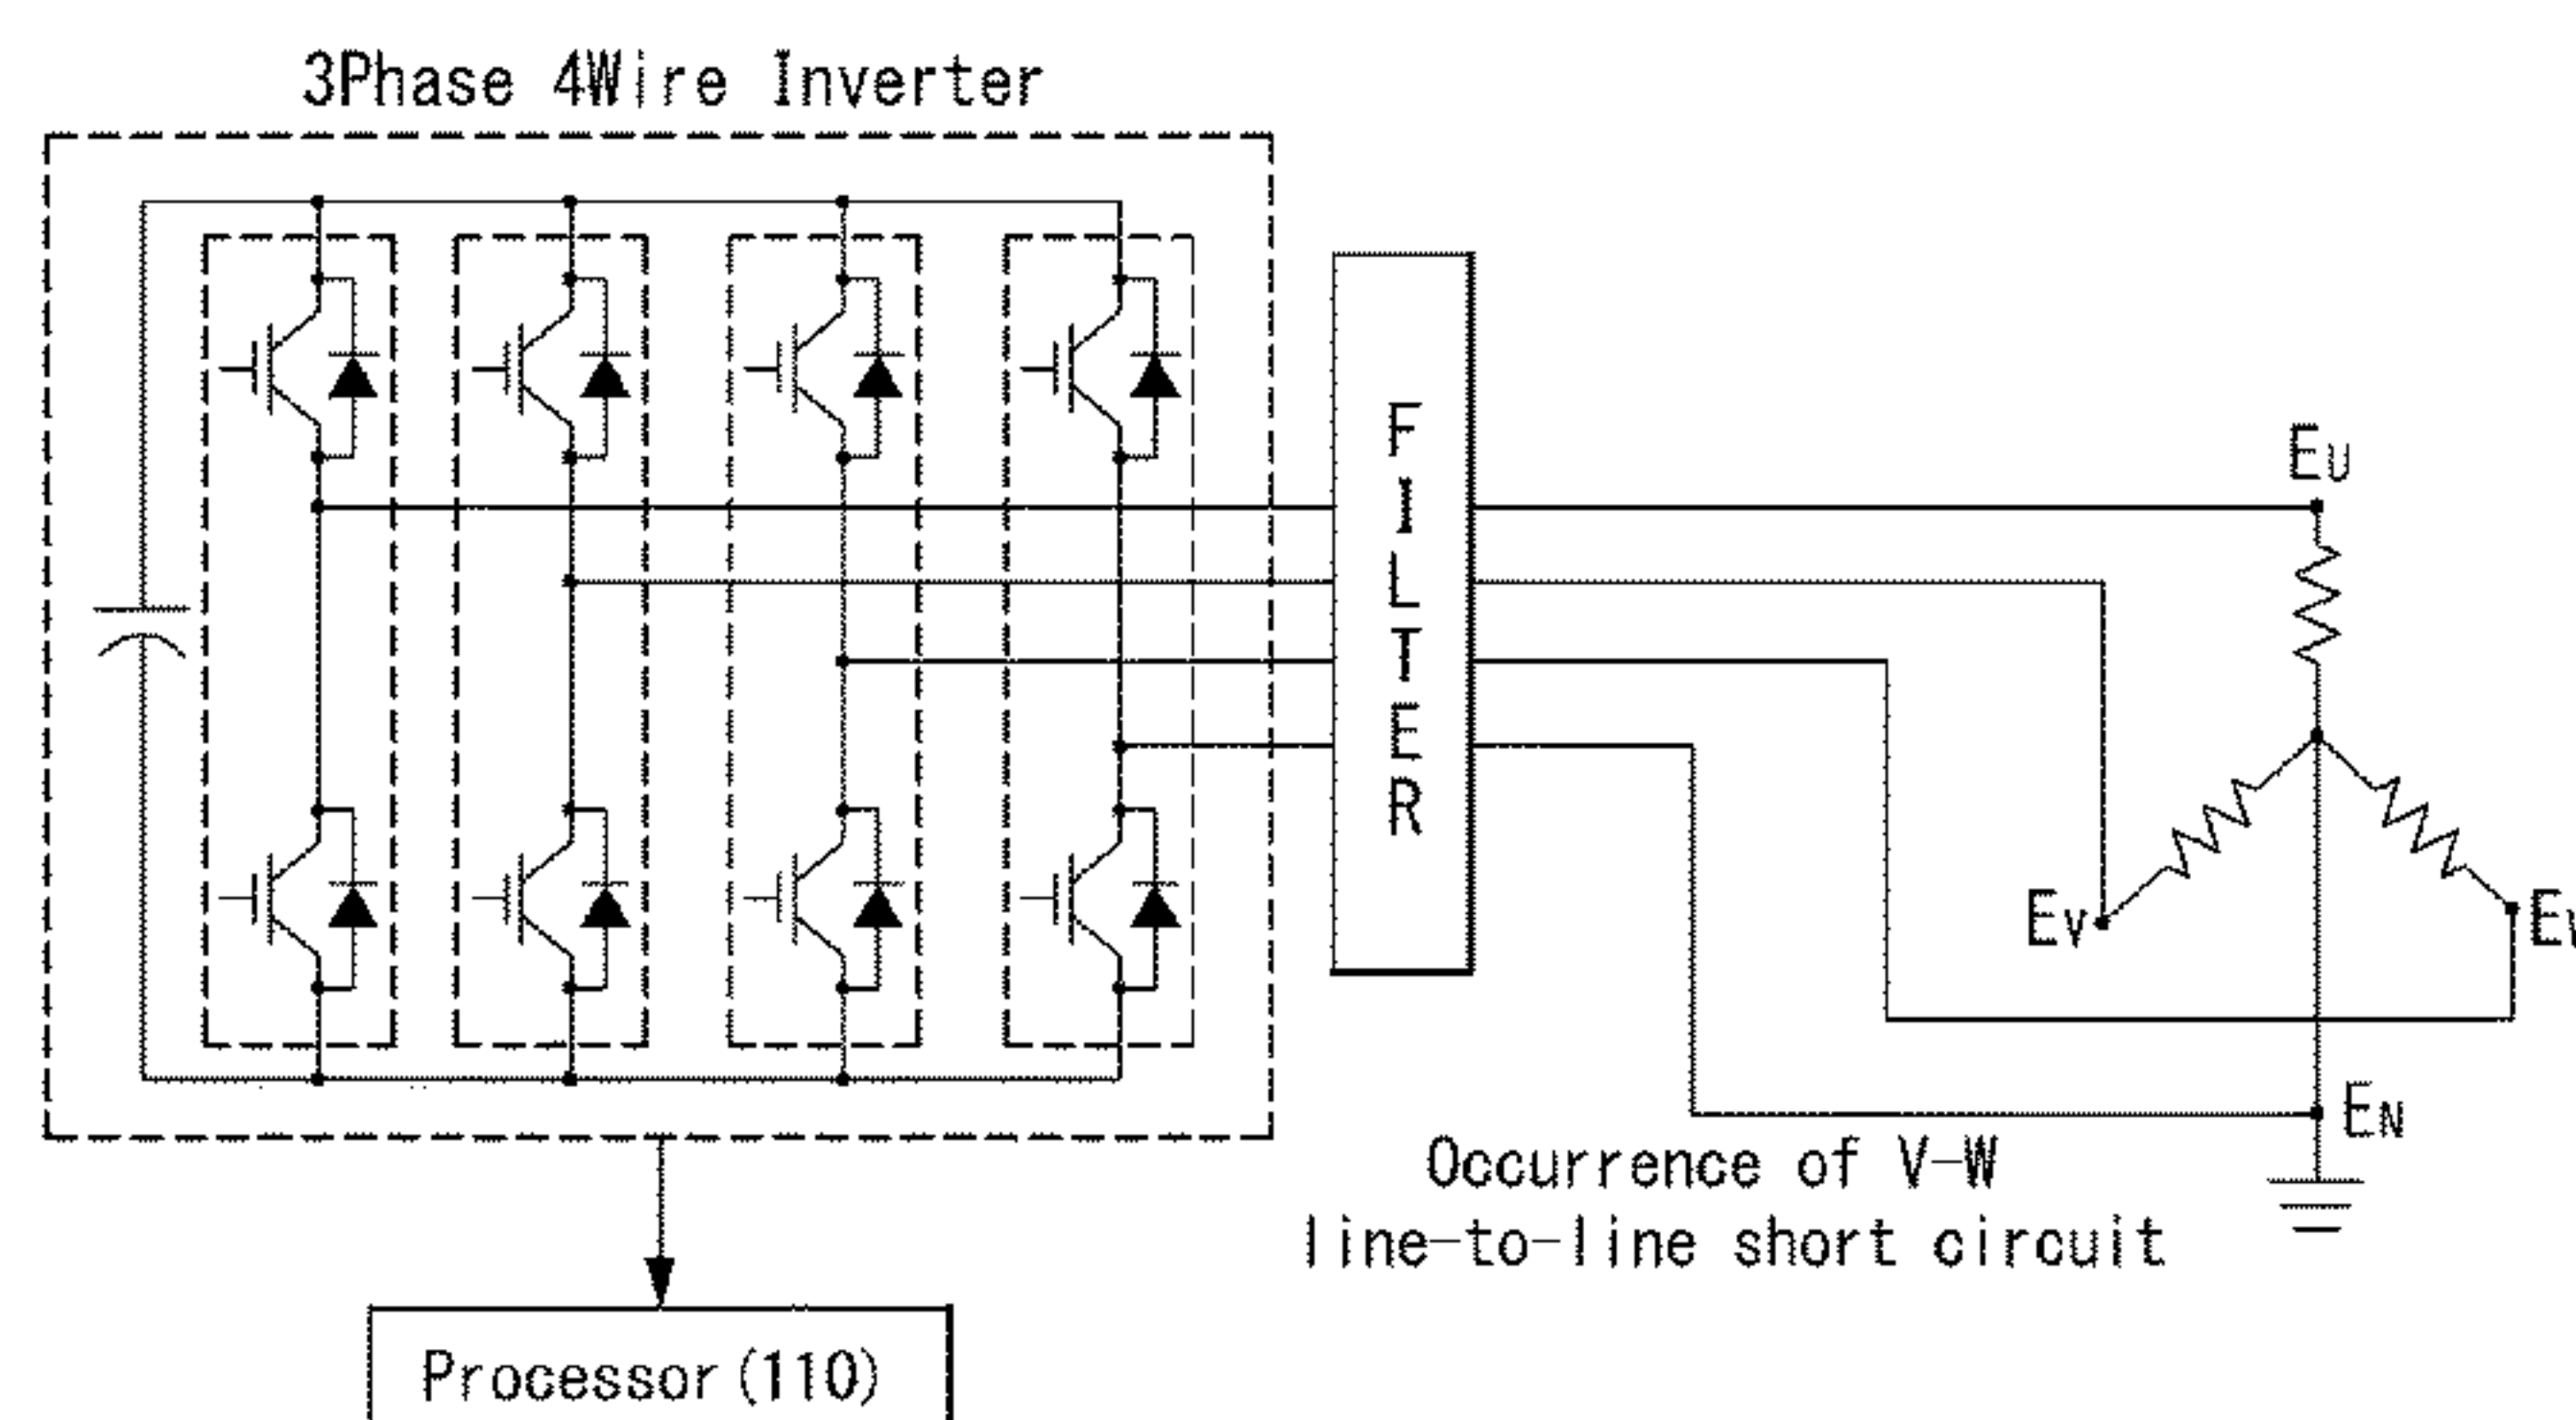 3Phase 4Wire Inverter
FILTER
EU
EV
EN
Occurrence of V-W
line-to-line short circuit
Processor(110)